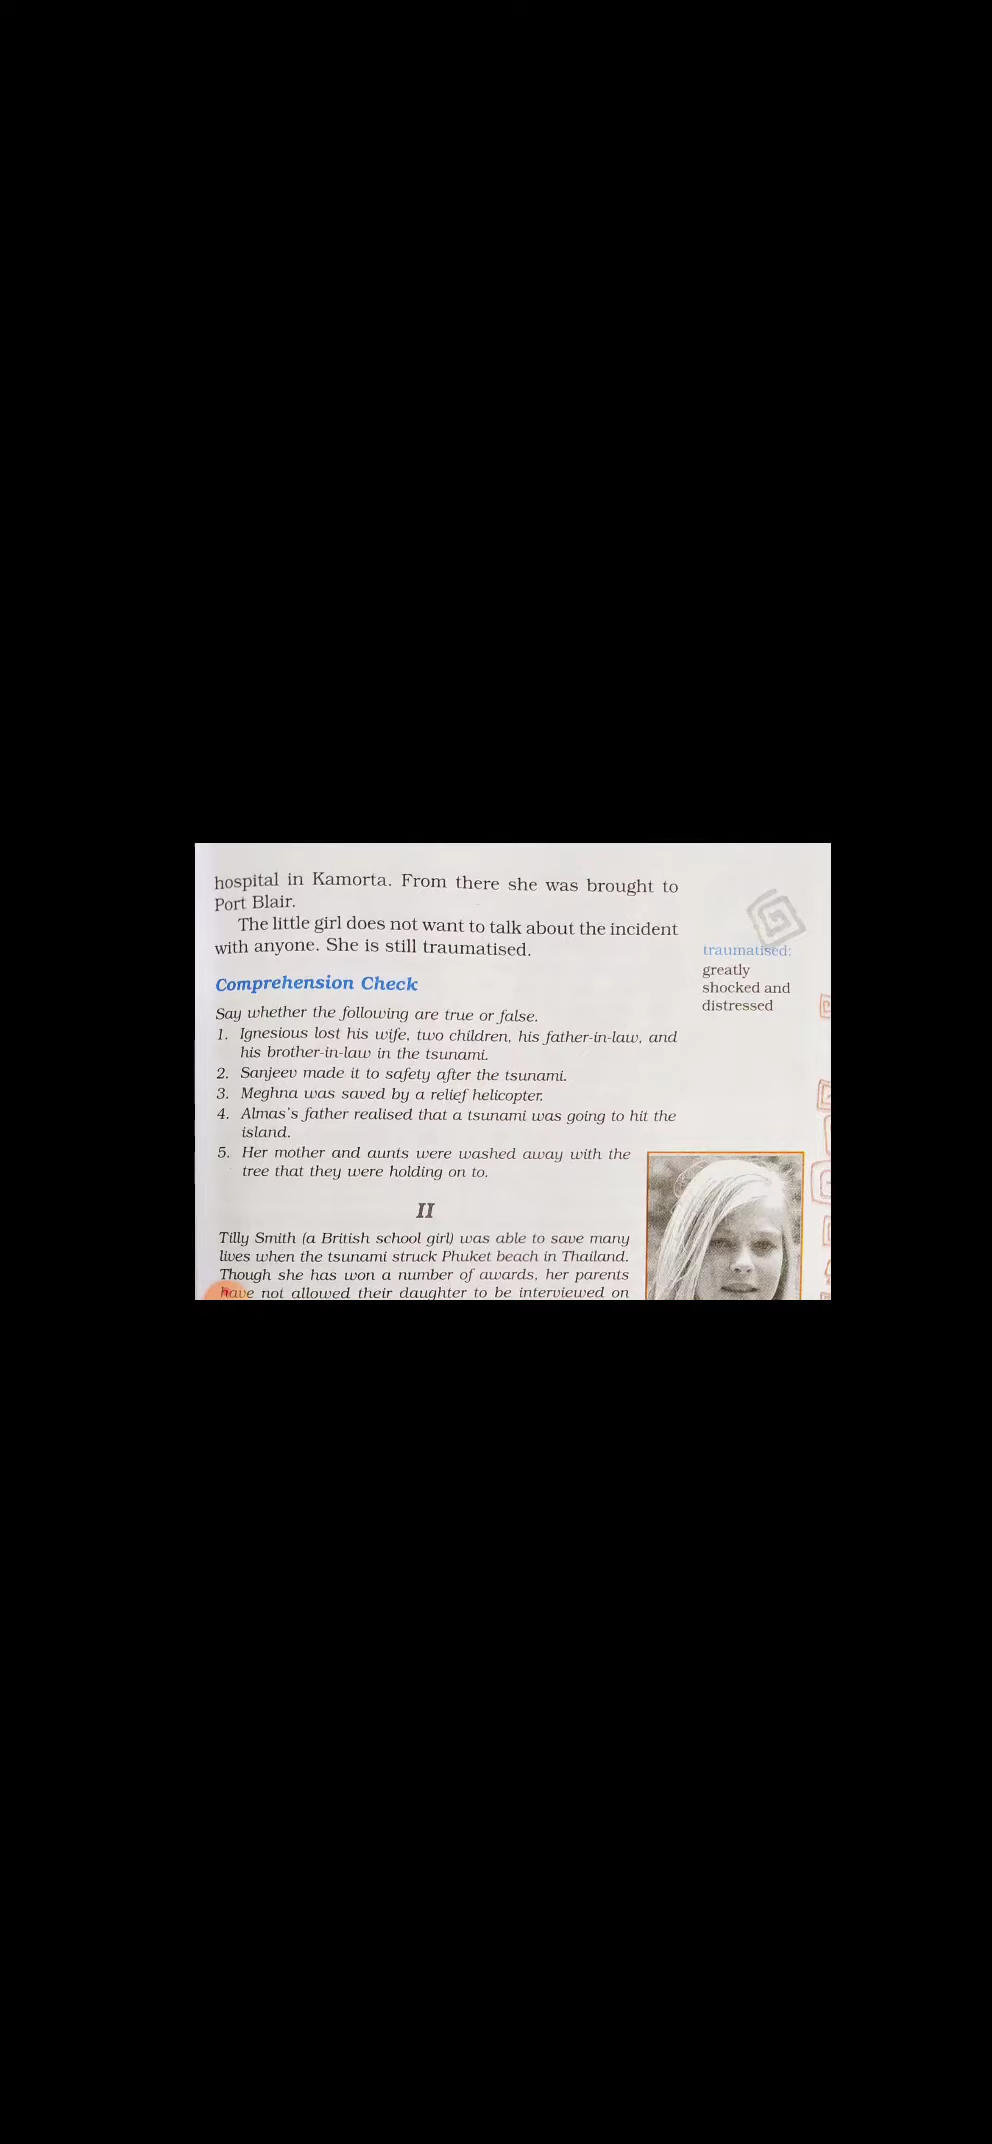 hospital in Kamorta. From there she was brought to
Port Blair.
The little girl does not want to talk about the incident
with anyone. She is still traumatised.
traumatised:
greatly
shocked and
distressed
Comprehension Check
Say whether the following are true or false.
1. Ignesious lost his wife, two children, his father-in-law, and
his brother-in-law in the tsunami.
2. Sanjeev made it to safety after the tsunami.
3. Meghna was saved by a relief helicopter.
4. Almas's father realised that a tsunami was going to hit the
island.
5. Her mother and aunts were washed away with the
tree that they were holding on to.
II
Tilly Smith (a British school girl) was able to save many
lives when the tsunami struck Phuket beach in Thailand.
Though she has won a number of awards, her parents
have not allowed their daughter to be interviewed on